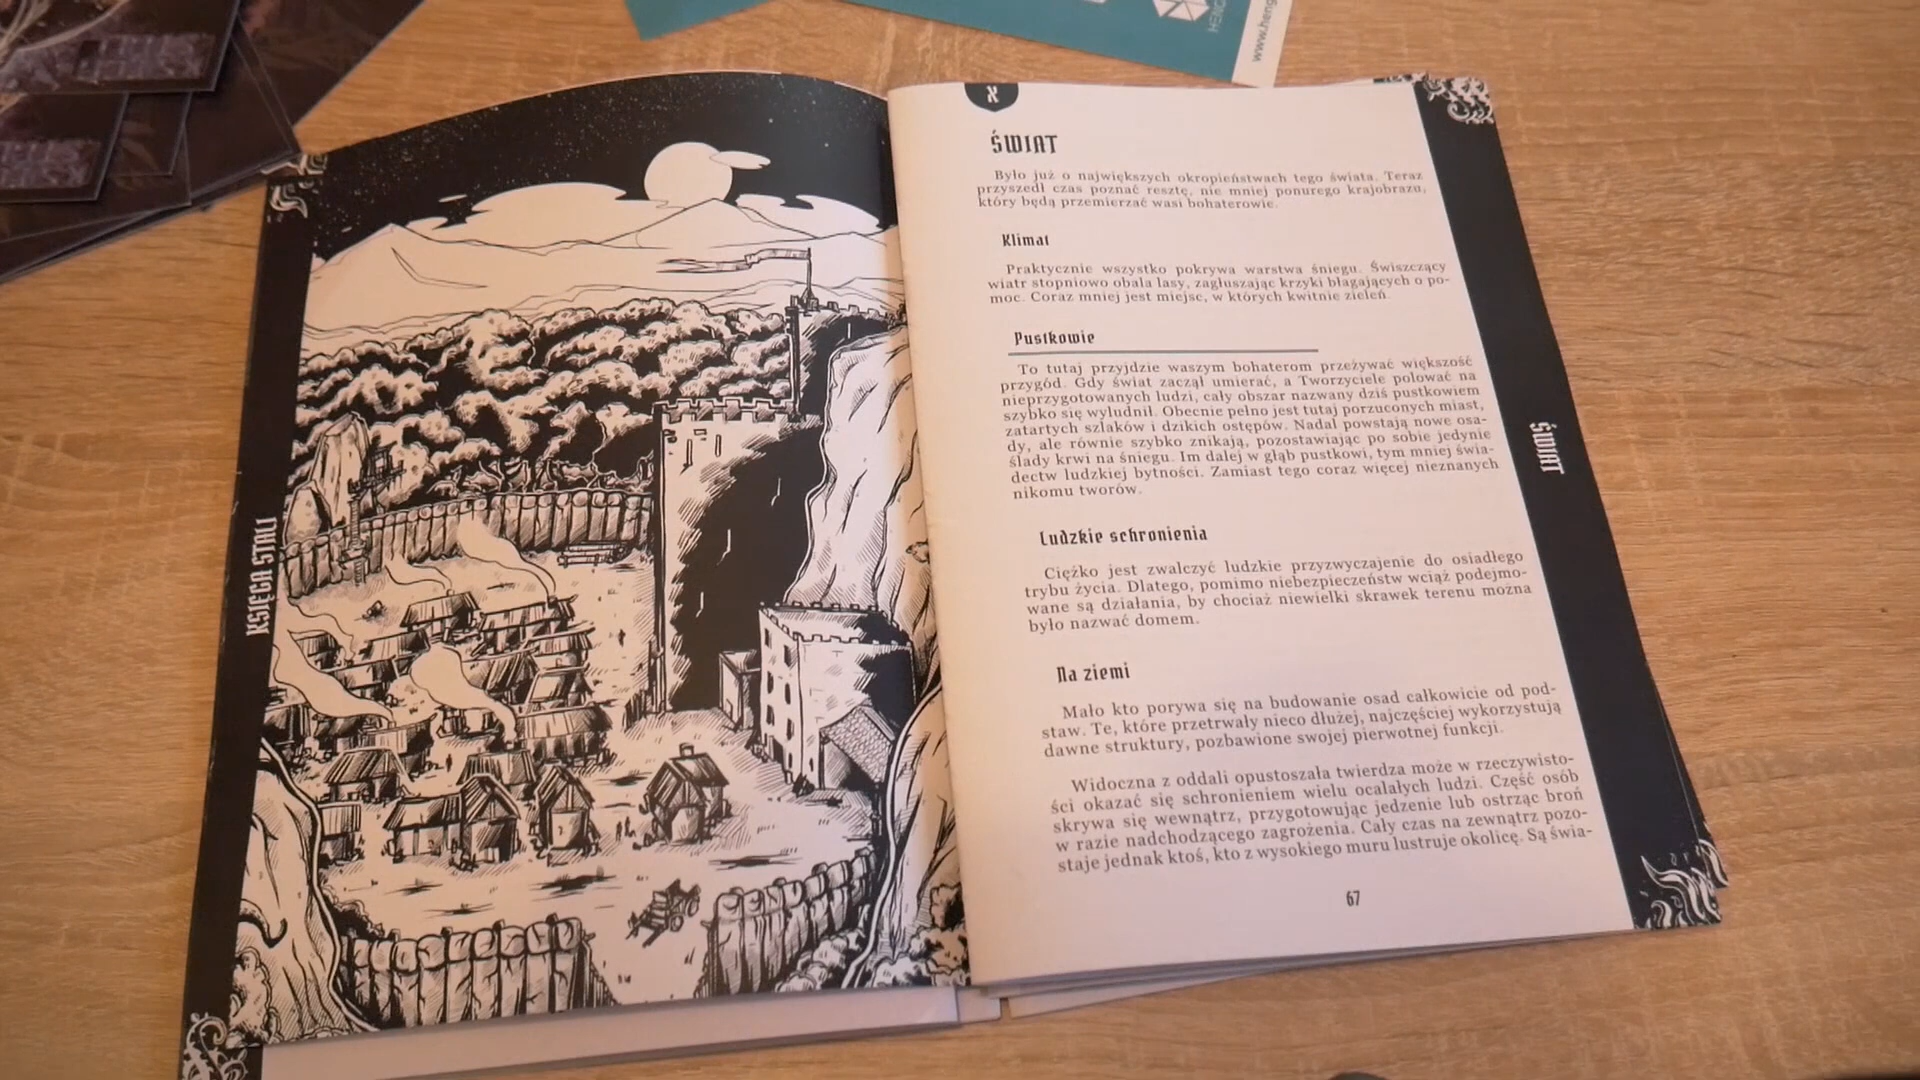 www.heng
KSIĘGA STALI
ŚWIAT
Było już o największych okropieństwach tego świata. Teraz
przyszedł czas poznać resztę, nie mniej ponurego krajobrazu,
który będą przemierzać wasi bohaterowie.
Klimat
Praktycznie wszystko pokrywa warstwa śniegu. Świszczący
wiatr stopniowo obala lasy, zagłuszając krzyki błagających o po-
moc. Coraz mniej jest miejsc, w których kwitnie zieleń.
Pustkowie
To tutaj przyjdzie waszym bohaterom przeżywać większość
przygód. Gdy świat zaczął umierać, a Tworzyciele polować na
nieprzygotowanych ludzi, cały obszar nazwany dziś pustkowiem
szybko się wyludnił. Obecnie pełno jest tutaj porzuconych miast,
zatartych szlaków i dzikich ostępów. Nadal powstają nowe osa-
dy, ale równie szybko znikają, pozostawiając po sobie jedynie
ślady krwi na śniegu. Im dalej w głąb pustkowi, tym mniej świa-
dectw ludzkiej bytności. Zamiast tego coraz więcej nieznanych
nikomu tworów.
Ludzkie schronienia
Ciężko jest zwalczyć ludzkie przyzwyczajenie do osiadłego
trybu życia. Dlatego, pomimo niebezpieczeństw wciąż podejmo-
wane są działania, by chociaż niewielki skrawek terenu można
było nazwać domem.
Na ziemi
Mało kto porywa się na budowanie osad całkowicie od pod-
staw. Te, które przetrwały nieco dłużej, najczęściej wykorzystują
dawne struktury, pozbawione swojej pierwotnej funkcji.
Widoczna z oddali opustoszała twierdza może w rzeczywisto-
ści okazać się schronieniem wielu ocalałych ludzi. Część osób
skrywa się wewnątrz, przygotowując jedzenie lub ostrząc broń
w razie nadchodzącego zagrożenia. Cały czas na zewnątrz pozo-
staje jednak ktoś, kto z wysokiego muru lustruje okolicę. Są świa-
67
ŚWIAT